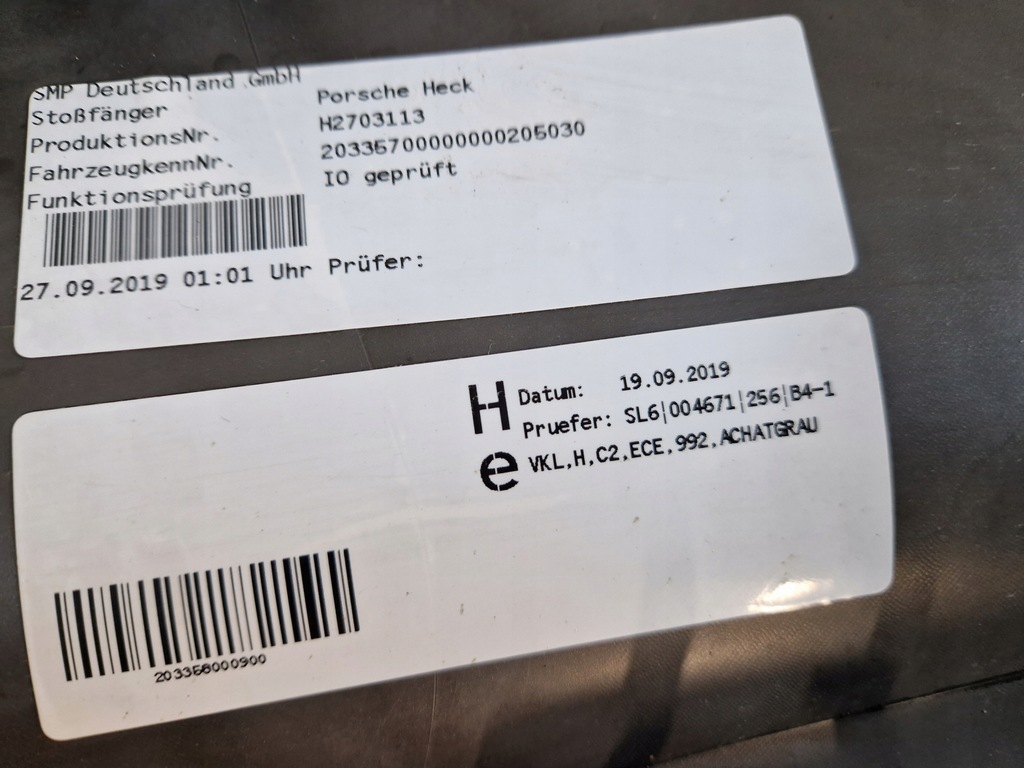 SMP Deutschland GmbH
Stoßfänger Porsche Heck
ProduktionsNr. H2703113
FahrzeugkennNr. 20335700000000205030
Funktionsprüfung IO geprüft
27.09.2019 01:01 Uhr Prüfer:
H Datum: 19.09.2019
Pruefer: SL6|004671|256|B4-1
e VKL,H,C2,ECE,992,ACHATGRAU
203358000900